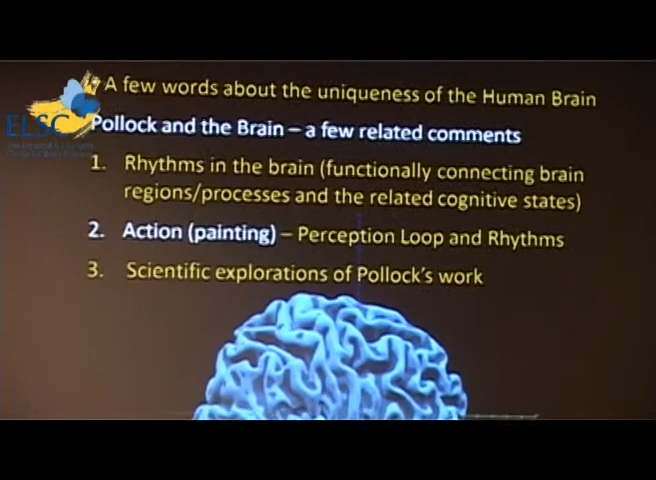 A few words about the uniqueness of the Human Brain
ELSC
Pollock and the Brain – a few related comments
1. Rhythms in the brain (functionally connecting brain
regions/processes and the related cognitive states)
2. Action (painting) – Perception Loop and Rhythms
3. Scientific explorations of Pollock's work